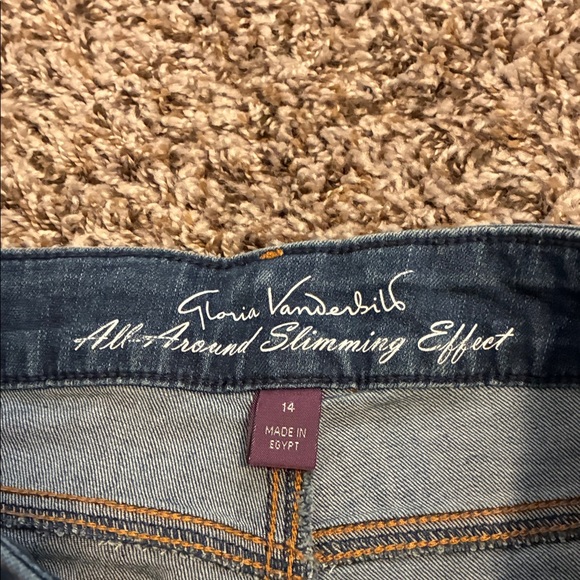 Gloria Vanderbilt
All-Around Slimming Effect
14
MADE IN
EGYPT